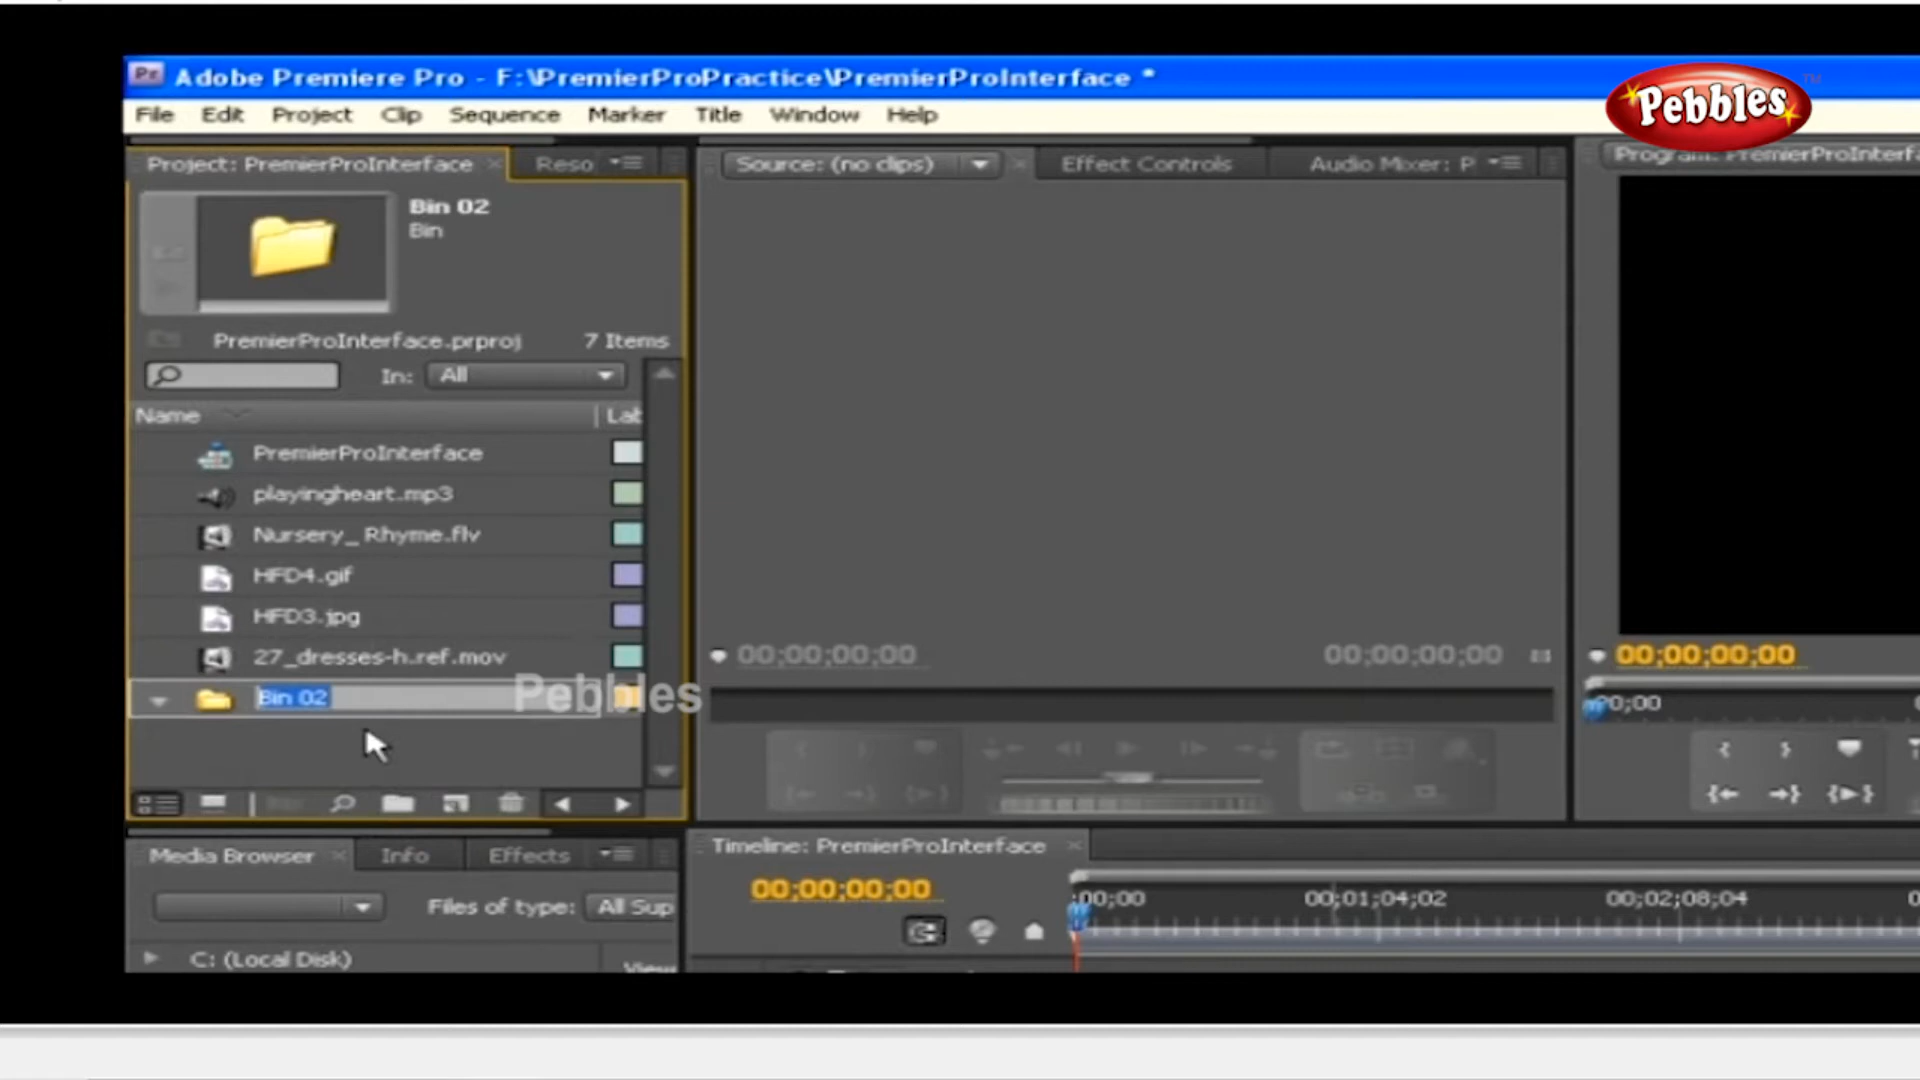 Adobe Premiere Pro - F:\PremierProPractice\PremierProInterface *
File Edit Project Clip Sequence Marker Title Window Help
Pebbles TM
Project: PremierProInterface Reso
Source: (no clips) Effect Controls Audio Mixer: P
Program: PremierProInterfa
Bin 02
Bin
PremierProInterface.prproj 7 Items
In: All
Name Lab
PremierProInterface
playingheart.mp3
Nursery_ Rhyme.flv
HFD4.gif
HFD3.jpg
27_dresses-h.ref.mov
Bin 02
Pebbles
00;00;00;00 00;00;00;00
00;00;00;00
00;00
Media Browser Info Effects
Files of type: All Sup
C: (Local Disk)
View
Timeline: PremierProInterface
00;00;00;00
;00;00 00;01;04;02 00;02;08;04 0